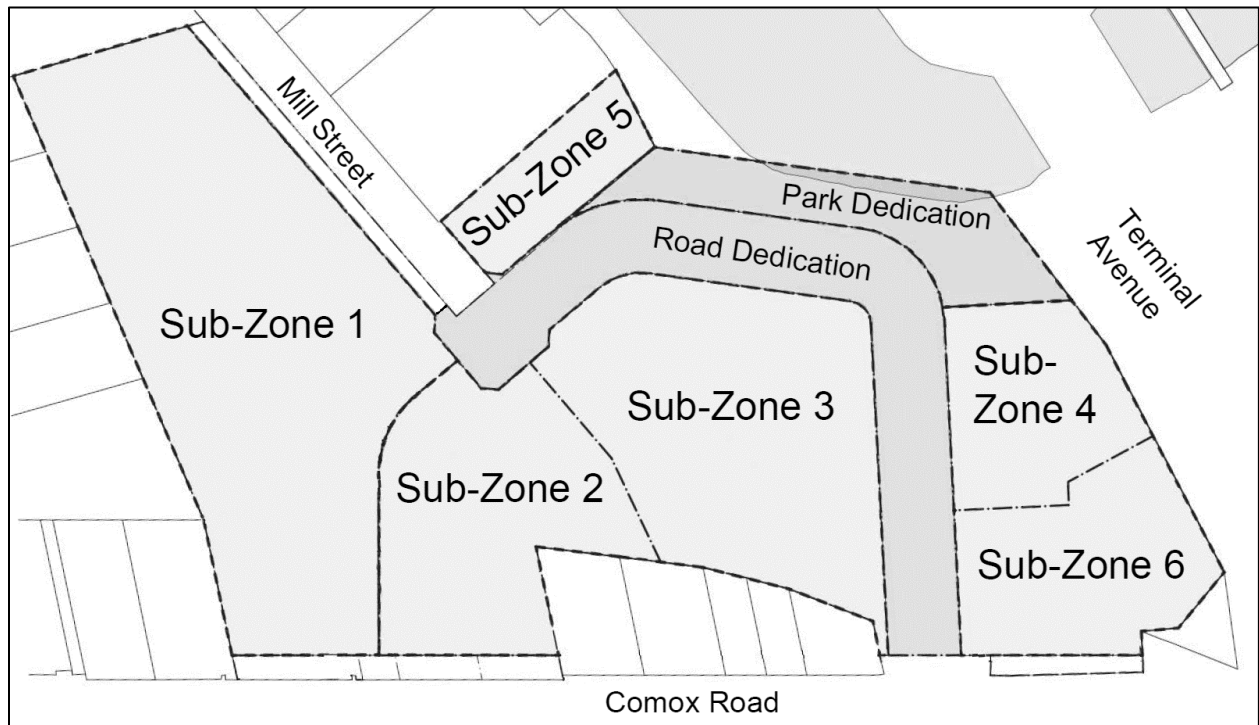 Mill Street
Sub-Zone 5
Park Dedication
Road Dedication
Terminal
Avenue
Sub-Zone 1
Sub-
Zone 4
Sub-Zone 3
Sub-Zone 2
Sub-Zone 6
Comox Road